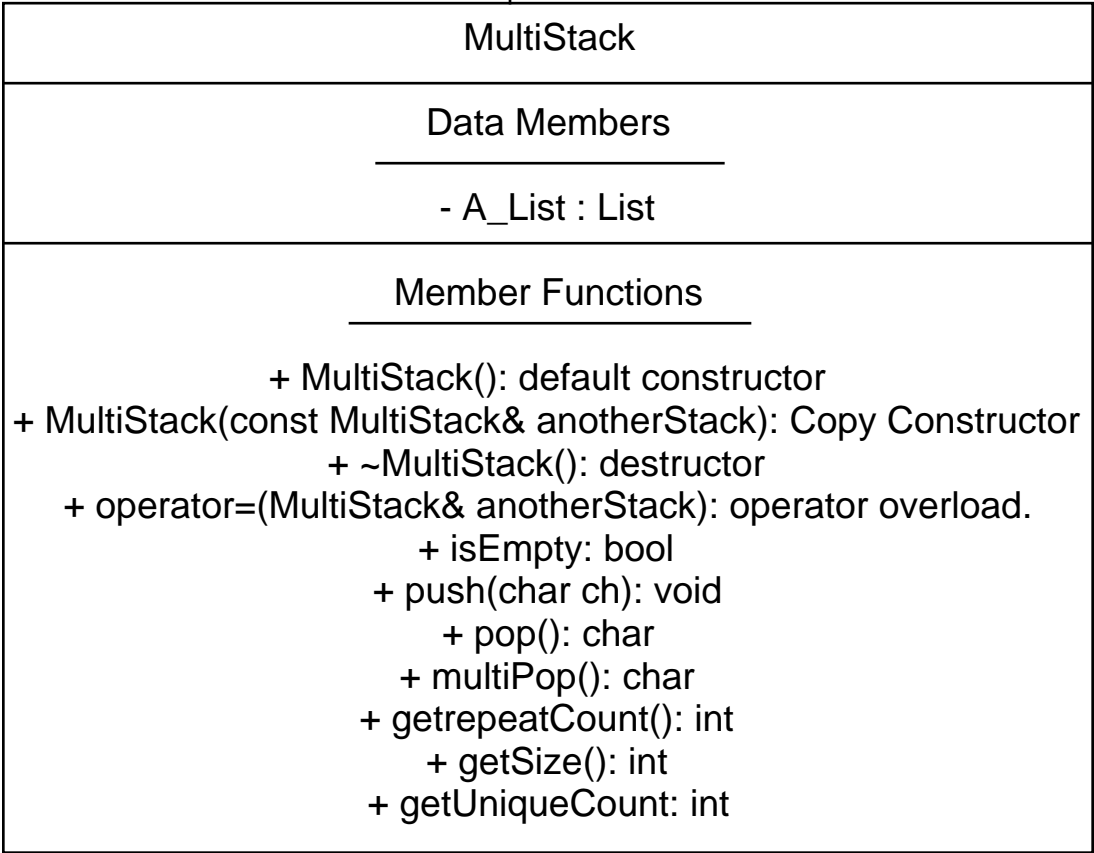 MultiStack
Data Members
- A_List : List
Member Functions
+ MultiStack(): default constructor
+ MultiStack(const MultiStack& anotherStack): Copy Constructor
+ ~MultiStack(): destructor
+ operator=(MultiStack& anotherStack): operator overload.
+ isEmpty: bool
+ push(char ch): void
+ pop(): char
+ multiPop(): char
+ getrepeatCount(): int
+ getSize(): int
+ getUniqueCount: int